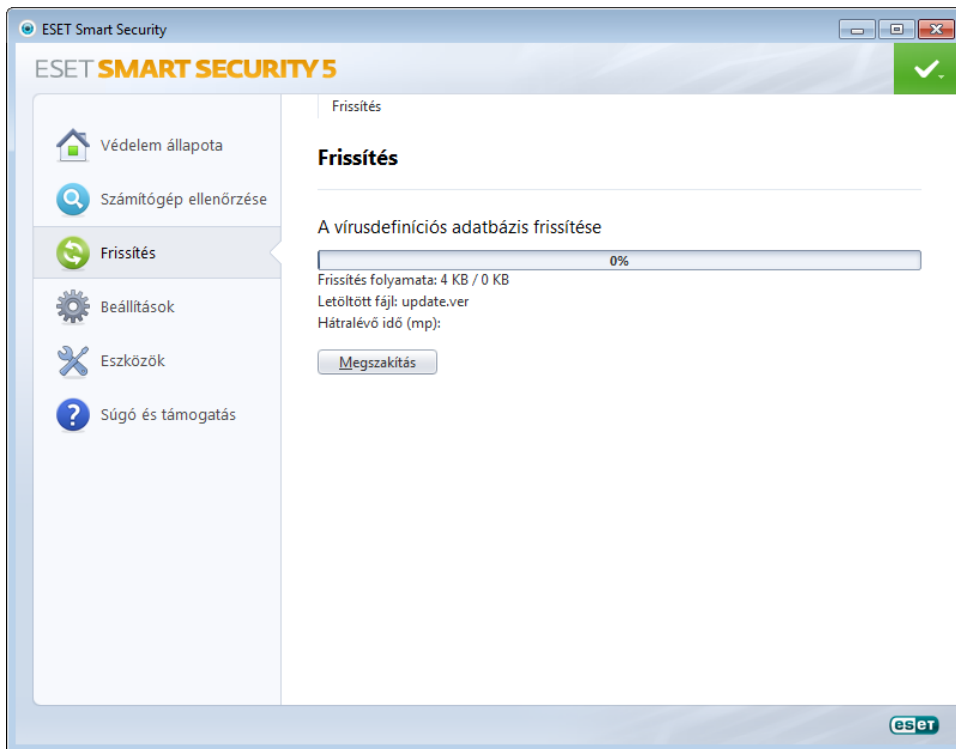 ESET Smart Security
ESET SMART SECURITY 5
Védelem állapota
Számítógép ellenőrzése
Frissítés
Beállítások
Eszközök
Súgó és támogatás
Frissítés
Frissítés
A vírusdefiníciós adatbázis frissítése
0%
Frissítés folyamata: 4 KB / 0 KB
Letöltött fájl: update.ver
Hátralévő idő (mp):
Megszakítás
eset